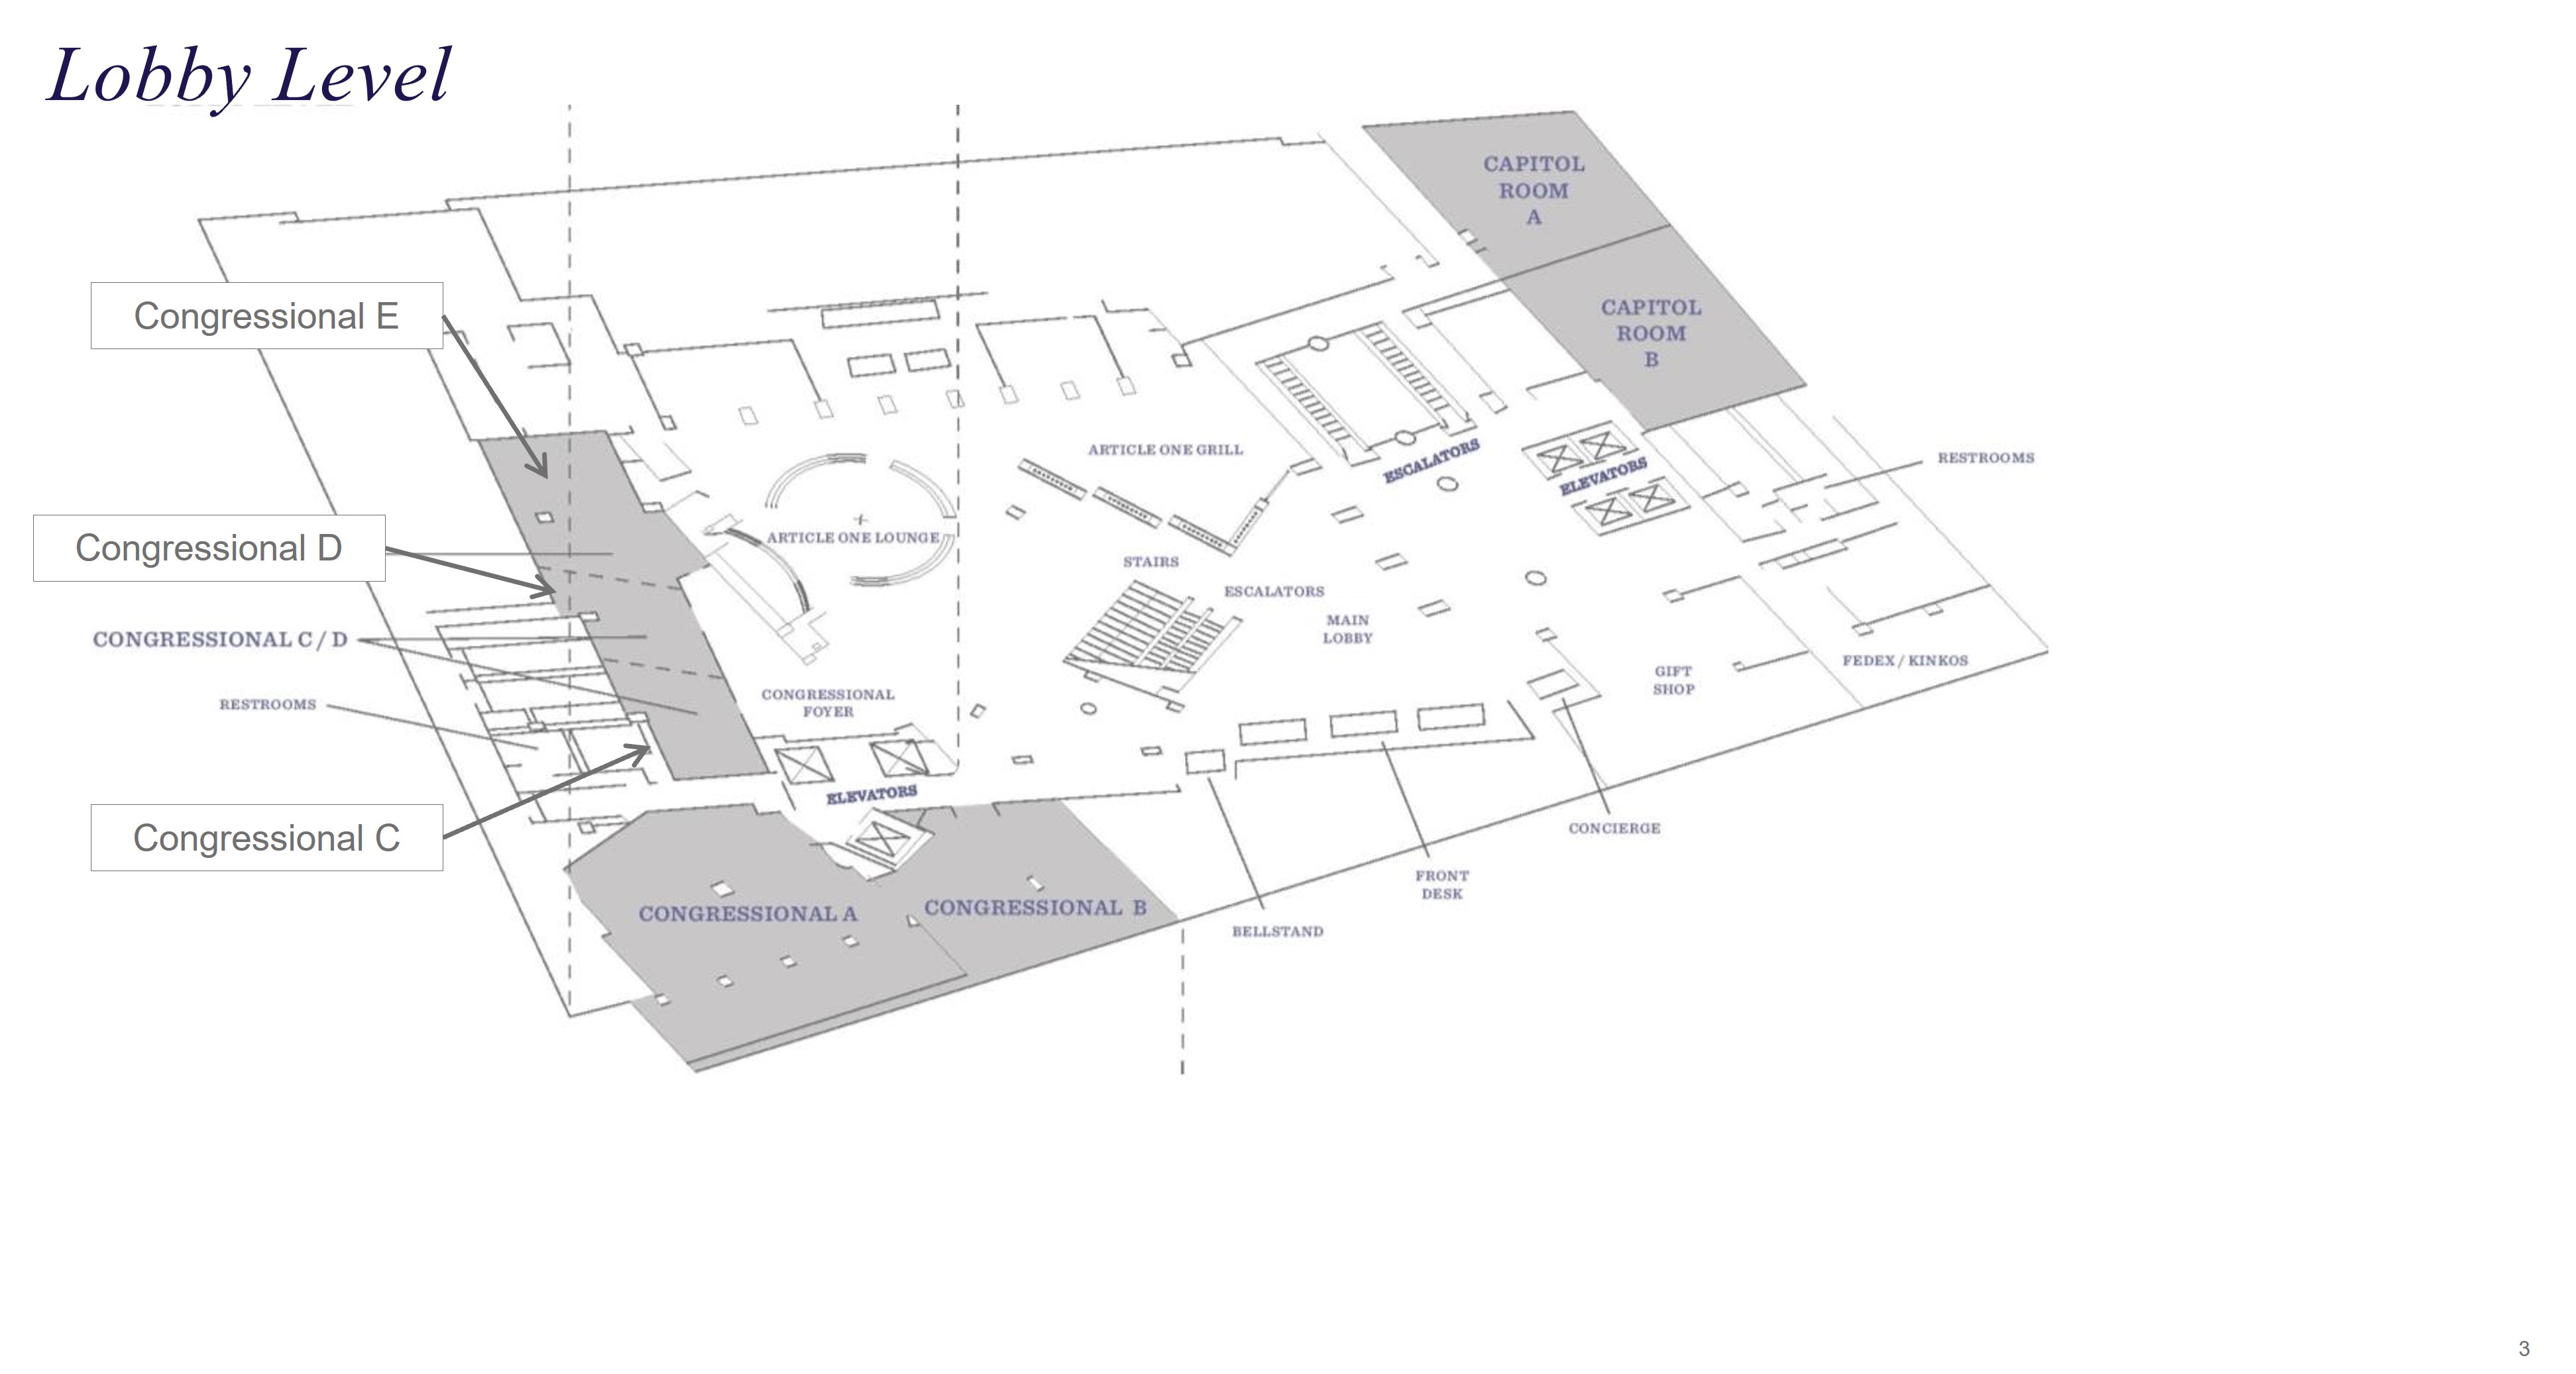 Lobby Level
CAPITOL
ROOM
A
CAPITOL
ROOM
B
Congressional E
ARTICLE ONE GRILL
ESCALATORS
ELEVATORS
RESTROOMS
Congressional D
ARTICLE ONE LOUNGE
STAIRS
ESCALATORS
MAIN
LOBBY
CONGRESSIONAL C / D
GIFT
SHOP
FEDEX / KINKOS
RESTROOMS
CONGRESSIONAL
FOYER
ELEVATORS
Congressional C
CONCIERGE
FRONT
DESK
CONGRESSIONAL A
CONGRESSIONAL B
BELLSTAND
3